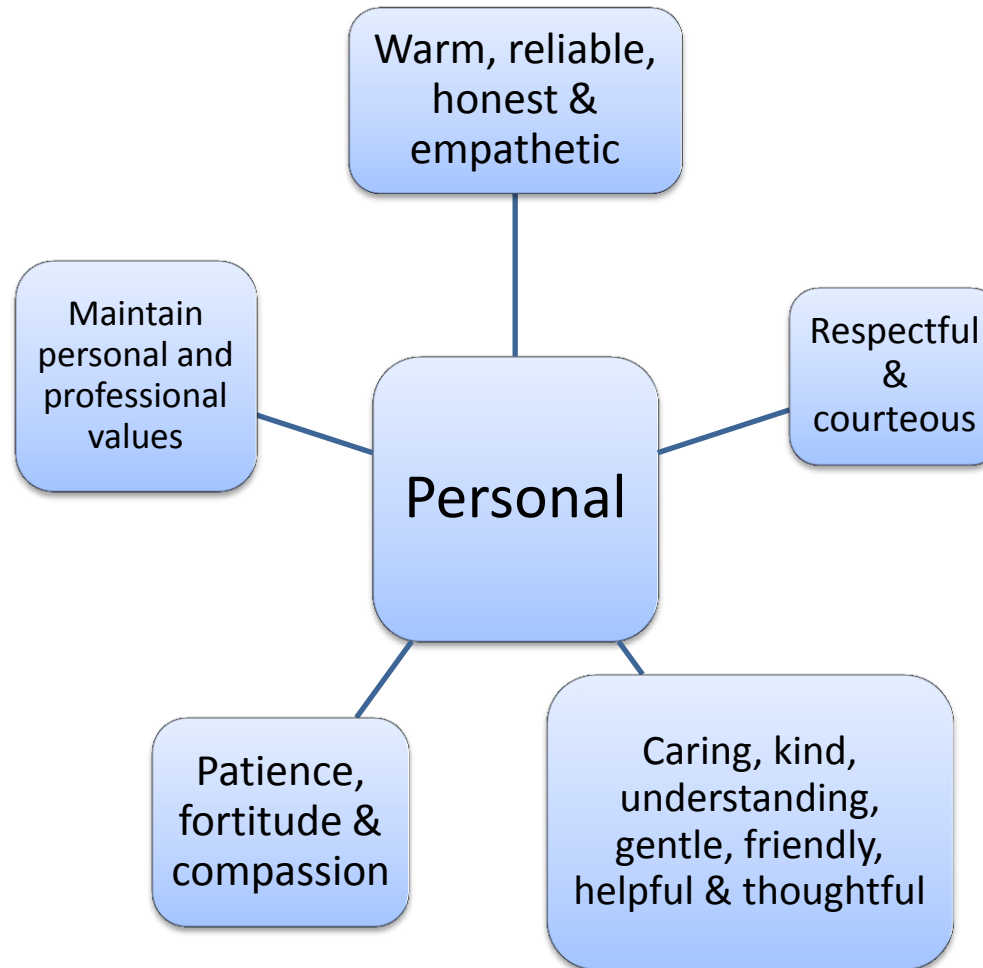 Warm, reliable,
honest &
empathetic
Maintain
personal and
professional
values
Respectful
&
courteous
Personal
Patience,
fortitude &
compassion
Caring, kind,
understanding,
gentle, friendly,
helpful & thoughtful